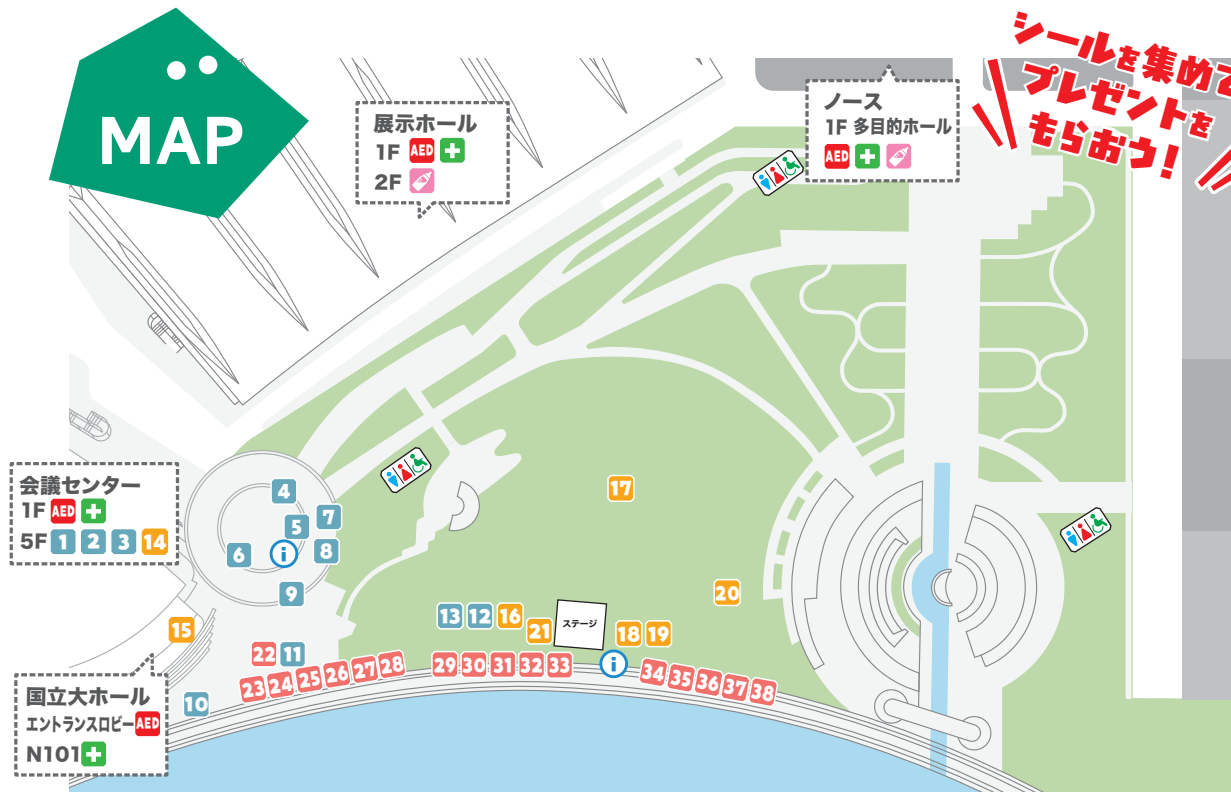 MAP
シールを集めて
プレゼントを
もらおう!
展示ホール
1F AED
2F
ノース
1F 多目的ホール
AED
会議センター
1F AED
5F 1 2 3 14
4
5
7
6
i
8
9
17
20
13 12 16
21
ステージ
18 19
15
22 11
23 24 25 26 27 28
29 30 31 32 33
i
34 35 36 37 38
10
国立大ホール
エントランスロビー AED
N101